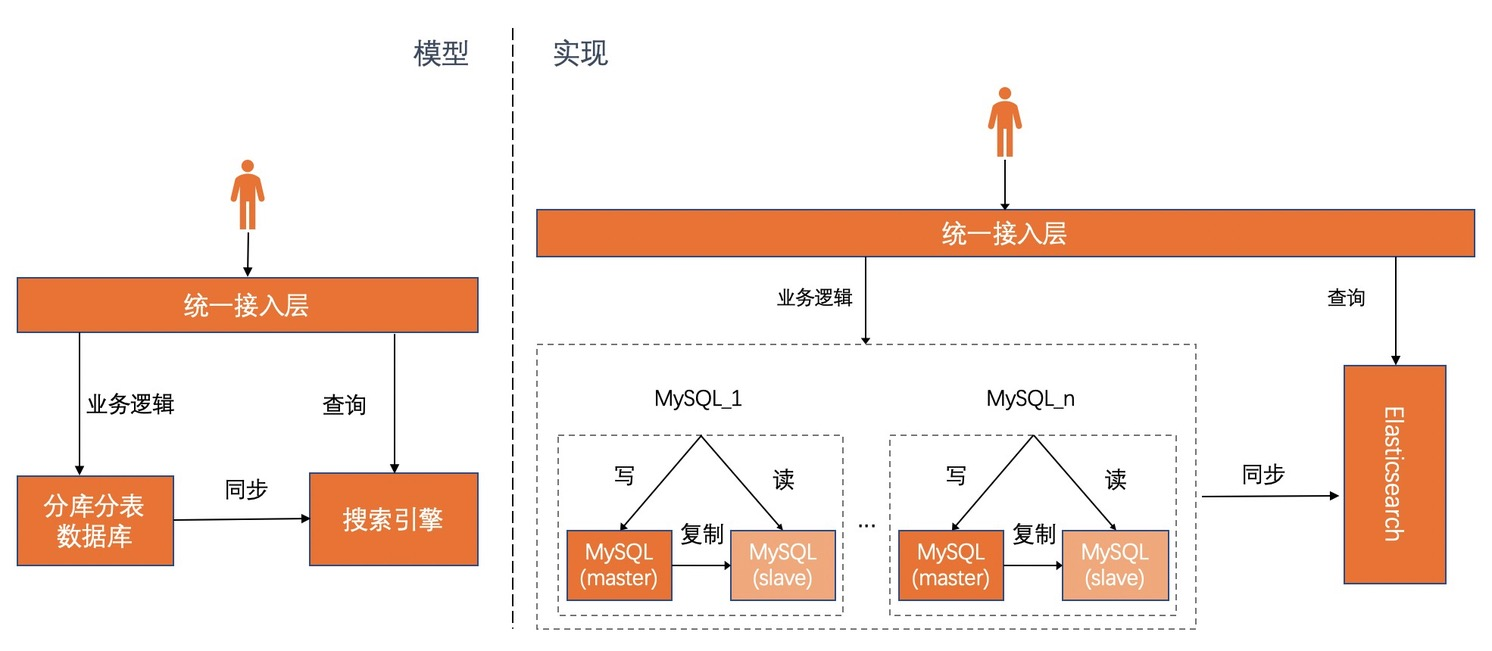 模型
实现
统一接入层
业务逻辑
查询
分库分表
数据库
同步
搜索引擎
统一接入层
业务逻辑
查询
MySQL_1
写
读
MySQL
(master)
复制
MySQL
(slave)
...
MySQL_n
写
读
MySQL
(master)
复制
MySQL
(slave)
同步
Elasticsearch